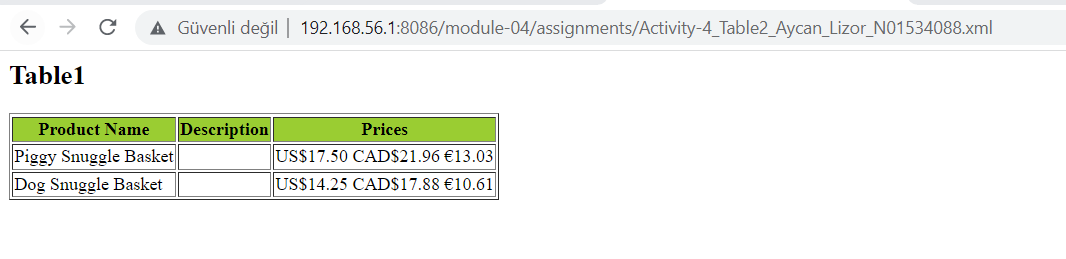 Güvenli değil | 192.168.56.1:8086/module-04/assignments/Activity-4_Table2_Aycan_Lizor_N01534088.xml
Table1
Product Name Description Prices
Piggy Snuggle Basket US$17.50 CAD$21.96 €13.03
Dog Snuggle Basket US$14.25 CAD$17.88 €10.61